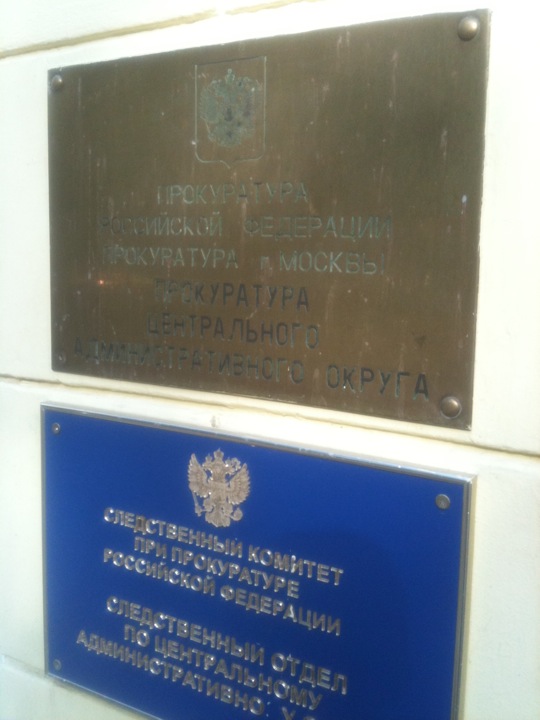 ПРОКУРАТУРА
РОССИЙСКОЙ ФЕДЕРАЦИИ
ПРОКУРАТУРА г. МОСКВЫ
ПРОКУРАТУРА
ЦЕНТРАЛЬНОГО
АДМИНИСТРАТИВНОГО ОКРУГА
СЛЕДСТВЕННЫЙ КОМИТЕТ
ПРИ ПРОКУРАТУРЕ
РОССИЙСКОЙ ФЕДЕРАЦИИ
СЛЕДСТВЕННЫЙ ОТДЕЛ
ПО ЦЕНТРАЛЬНОМУ